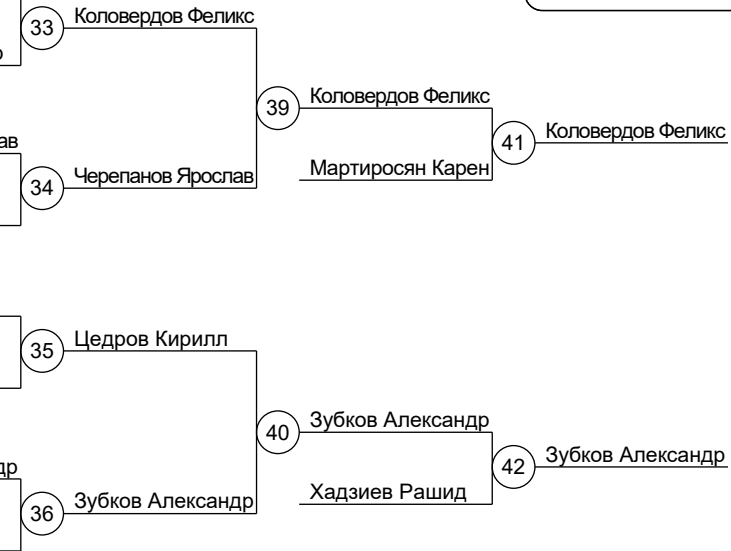 33
Коловердов Феликс
39
Коловердов Феликс
41
Коловердов Феликс
Мартиросян Карен
34
Черепанов Ярослав
35
Цедров Кирилл
40
Зубков Александр
42
Зубков Александр
Хадзиев Рашид
36
Зубков Александр